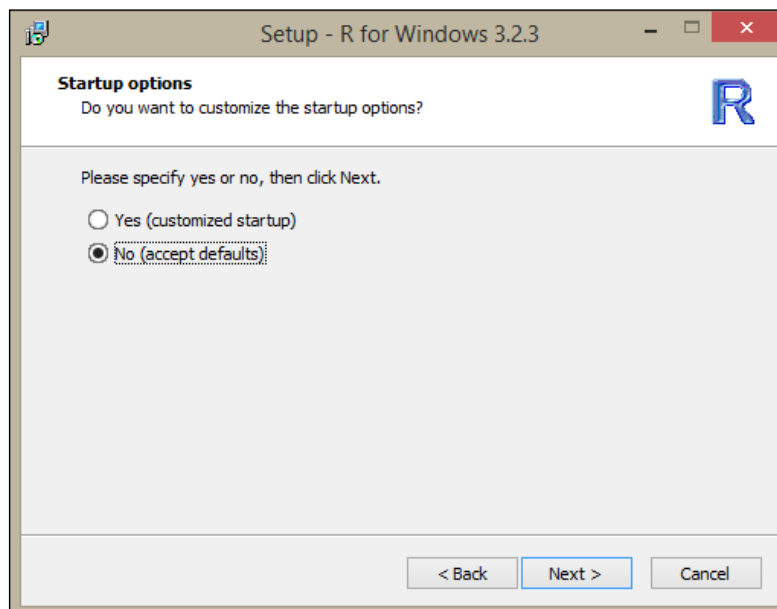 Setup - R for Windows 3.2.3
Startup options
Do you want to customize the startup options?
R
Please specify yes or no, then click Next.
Yes (customized startup)
No (accept defaults)
< Back
Next >
Cancel